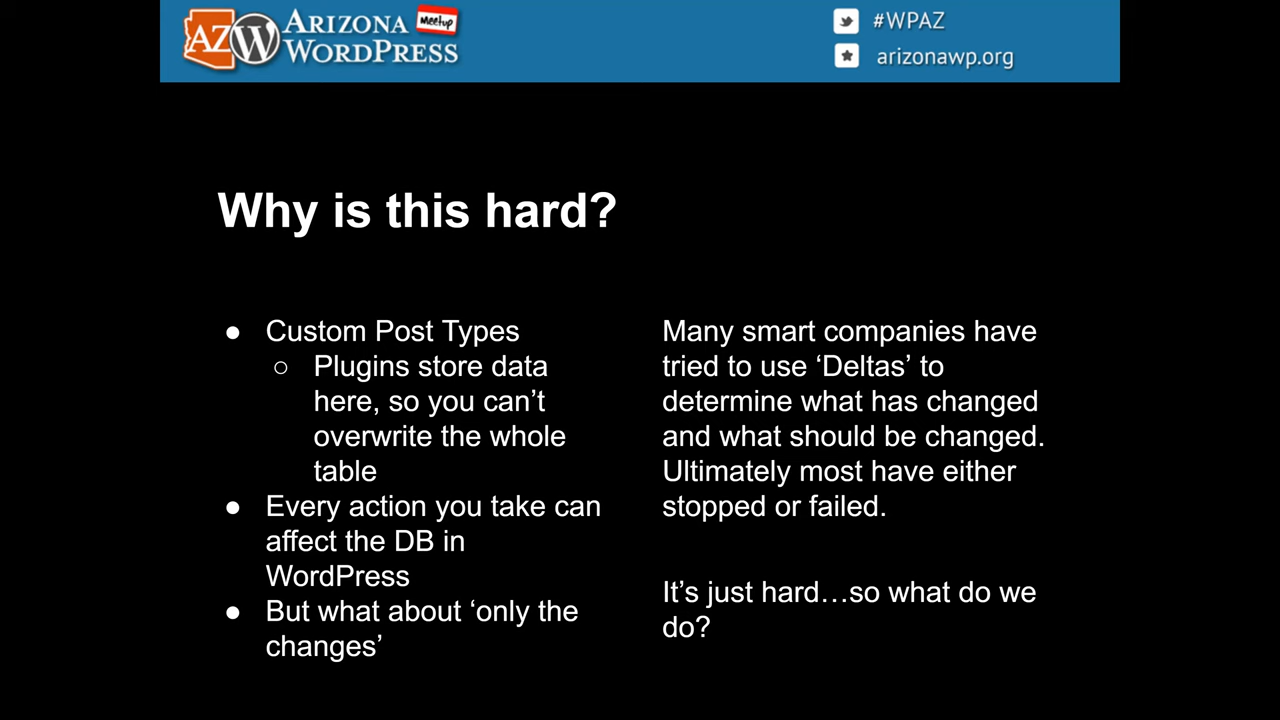 AZ
ARIZONA
Meetup
WORDPRESS
#WPAZ
arizonawp.org
Why is this hard?
● Custom Post Types
○ Plugins store data
here, so you can’t
overwrite the whole
table
● Every action you take can
affect the DB in
WordPress
● But what about ‘only the
changes’
Many smart companies have
tried to use ‘Deltas’ to
determine what has changed
and what should be changed.
Ultimately most have either
stopped or failed.
It’s just hard…so what do we
do?